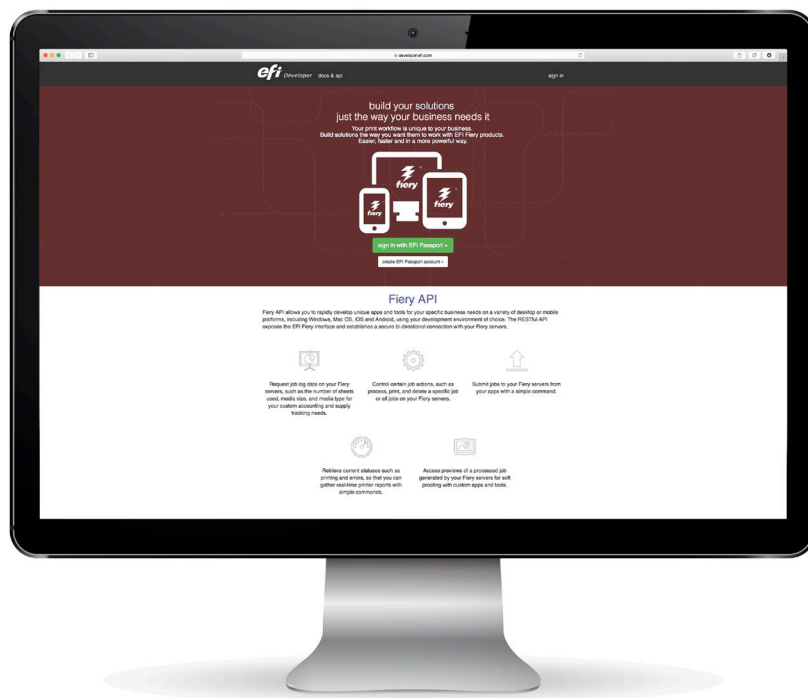 developer.efi.com
efi Developer docs & api sign in
build your solutions
just the way your business needs it
Your print workflow is unique to your business.
Build solutions the way you want them to work with EFI Fiery products.
Easier, faster and in a more powerful way.
fiery
fiery
fiery
sign in with EFI Passport »
create EFI Passport account »
Fiery API
Fiery API allows you to rapidly develop unique apps and tools for your specific business needs on a variety of desktop or mobile
platforms, including Windows, Mac OS, iOS and Android, using your development environment of choice. The RESTful API
exposes the EFI Fiery interface and establishes a secure bi-directional connection with your Fiery servers.
Request job log data on your Fiery
servers, such as the number of sheets
used, media size, and media type for
your custom accounting and supply
tracking needs.
Control certain job actions, such as
process, print, and delete a specific job
or all jobs on your Fiery servers.
Submit jobs to your Fiery servers from
your apps with a simple command.
Retrieve current statuses such as
printing and errors, so that you can
gather real-time printer reports with
simple commands.
Access previews of a processed job
generated by your Fiery servers for soft
proofing with custom apps and tools.